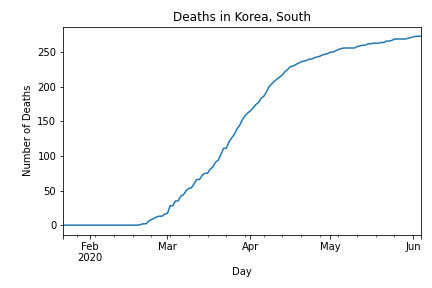 Deaths in Korea, South
Number of Deaths
250
200
150
100
50
0
Feb
2020
Mar
Apr
May
Jun
Day